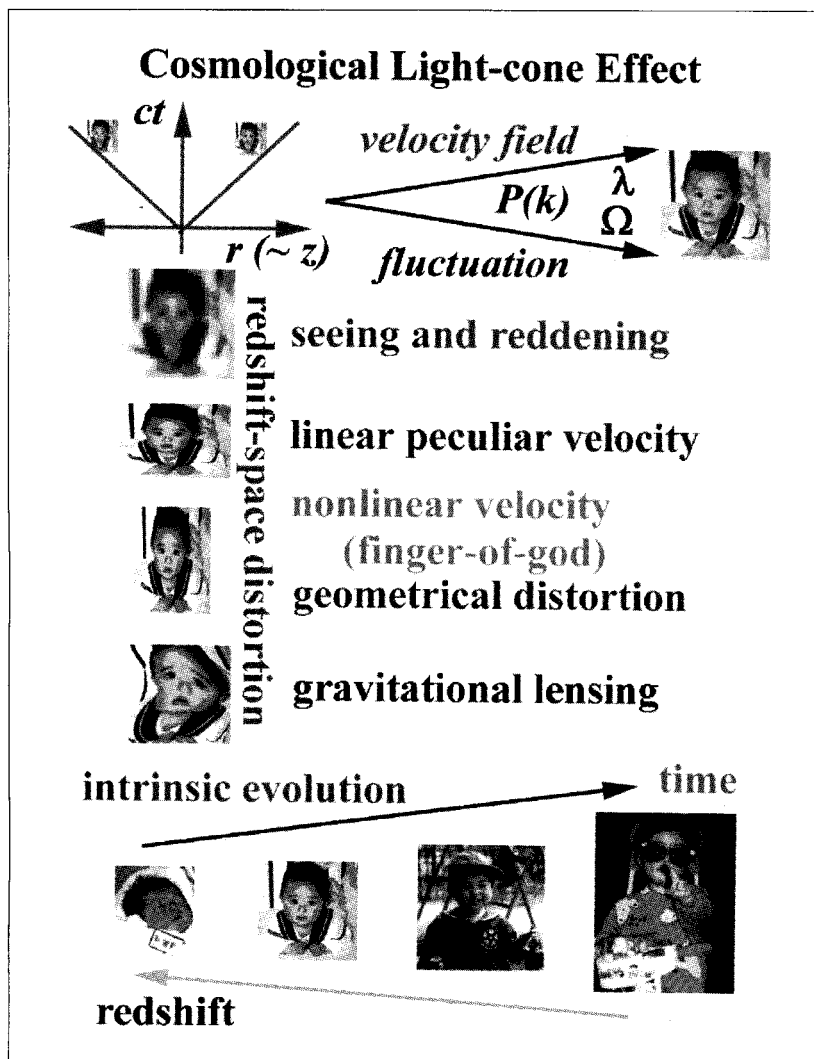 Cosmological Light-cone Effect
ct
r (~ z)
velocity field
P(k)
λ
Ω
fluctuation
redshift-space distortion
seeing and reddening
linear peculiar velocity
nonlinear velocity
(finger-of-god)
geometrical distortion
gravitational lensing
intrinsic evolution
time
redshift